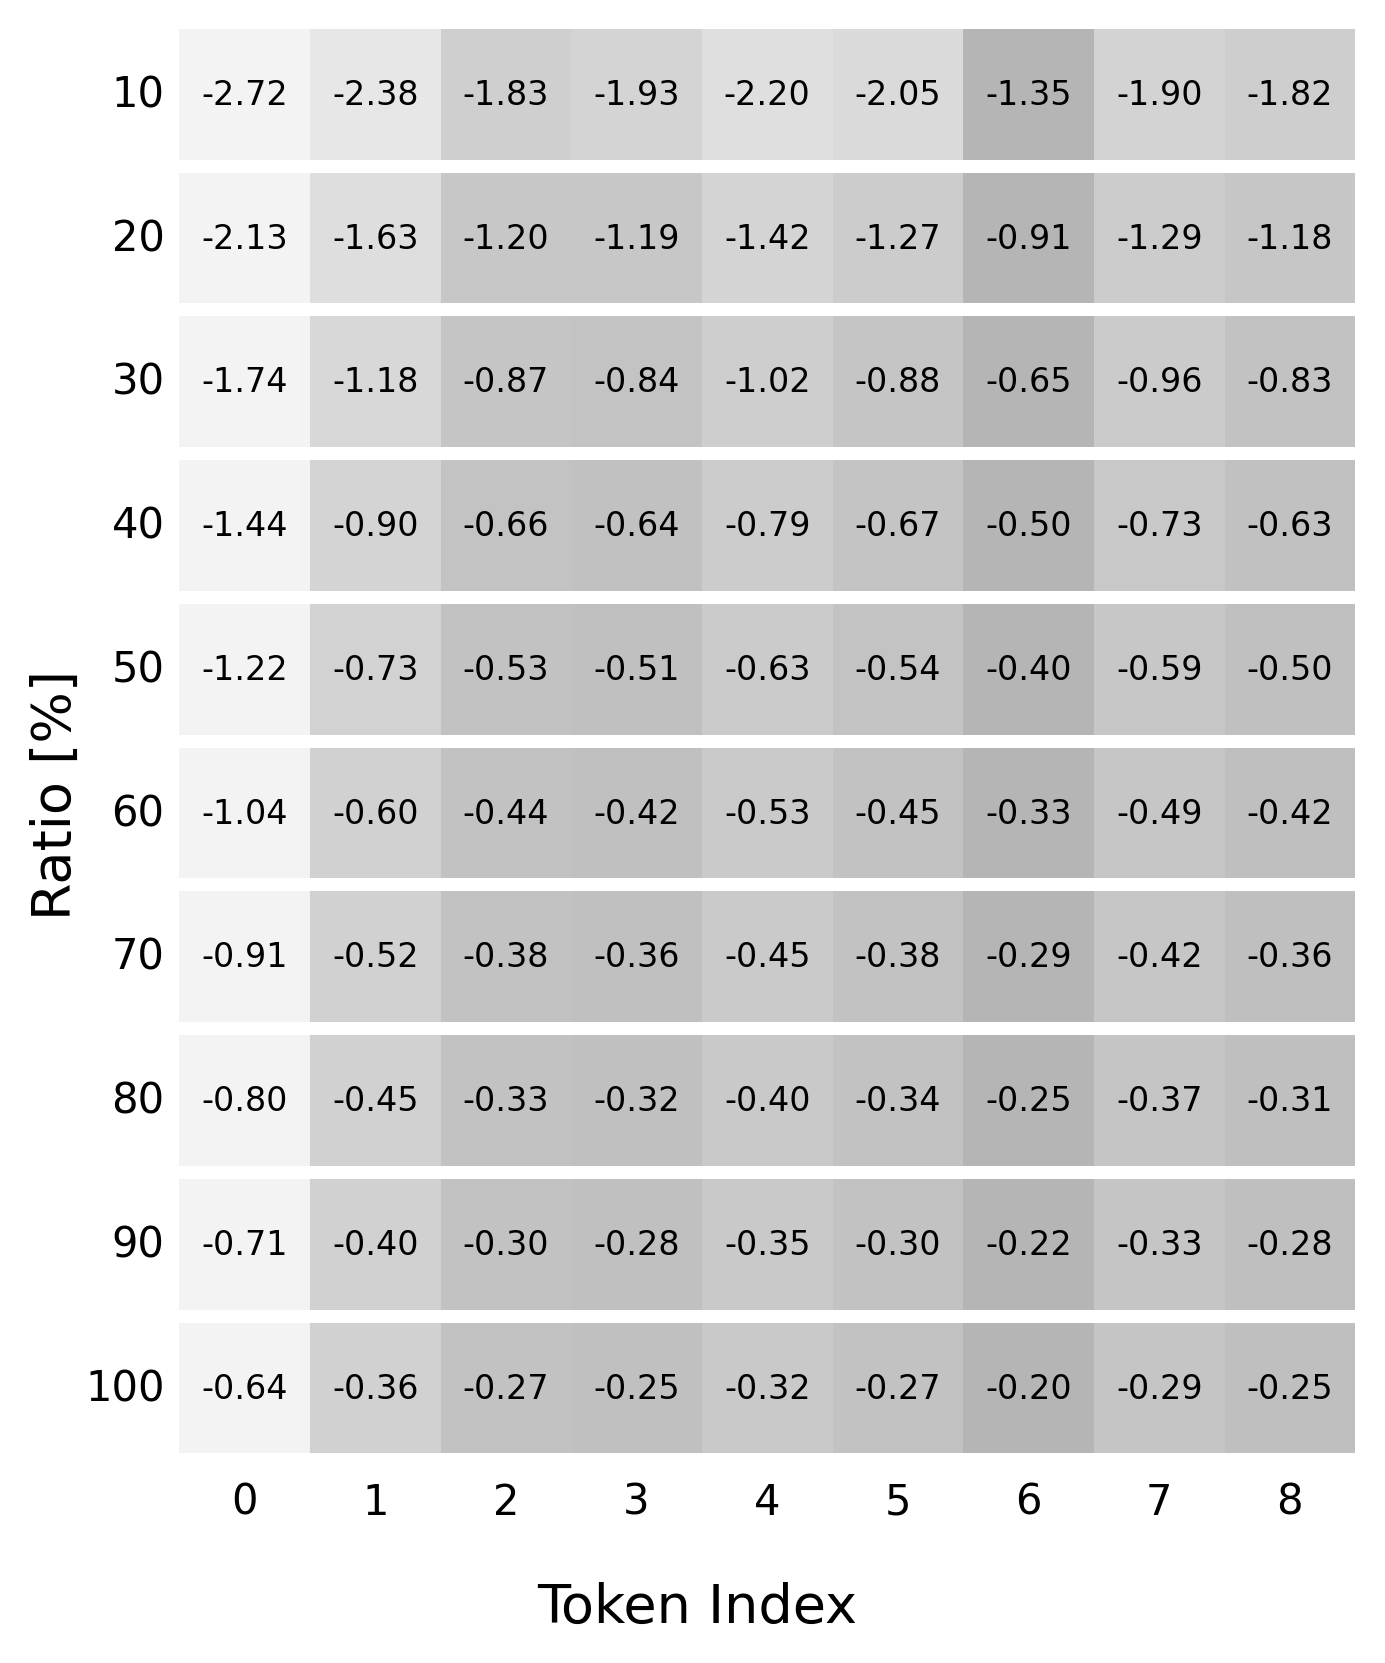 10 -2.72 -2.38 -1.83 -1.93 -2.20 -2.05 -1.35 -1.90 -1.82
20 -2.13 -1.63 -1.20 -1.19 -1.42 -1.27 -0.91 -1.29 -1.18
30 -1.74 -1.18 -0.87 -0.84 -1.02 -0.88 -0.65 -0.96 -0.83
40 -1.44 -0.90 -0.66 -0.64 -0.79 -0.67 -0.50 -0.73 -0.63
50 -1.22 -0.73 -0.53 -0.51 -0.63 -0.54 -0.40 -0.59 -0.50
60 -1.04 -0.60 -0.44 -0.42 -0.53 -0.45 -0.33 -0.49 -0.42
70 -0.91 -0.52 -0.38 -0.36 -0.45 -0.38 -0.29 -0.42 -0.36
80 -0.80 -0.45 -0.33 -0.32 -0.40 -0.34 -0.25 -0.37 -0.31
90 -0.71 -0.40 -0.30 -0.28 -0.35 -0.30 -0.22 -0.33 -0.28
100 -0.64 -0.36 -0.27 -0.25 -0.32 -0.27 -0.20 -0.29 -0.25
0 1 2 3 4 5 6 7 8
Token Index
Ratio [%]